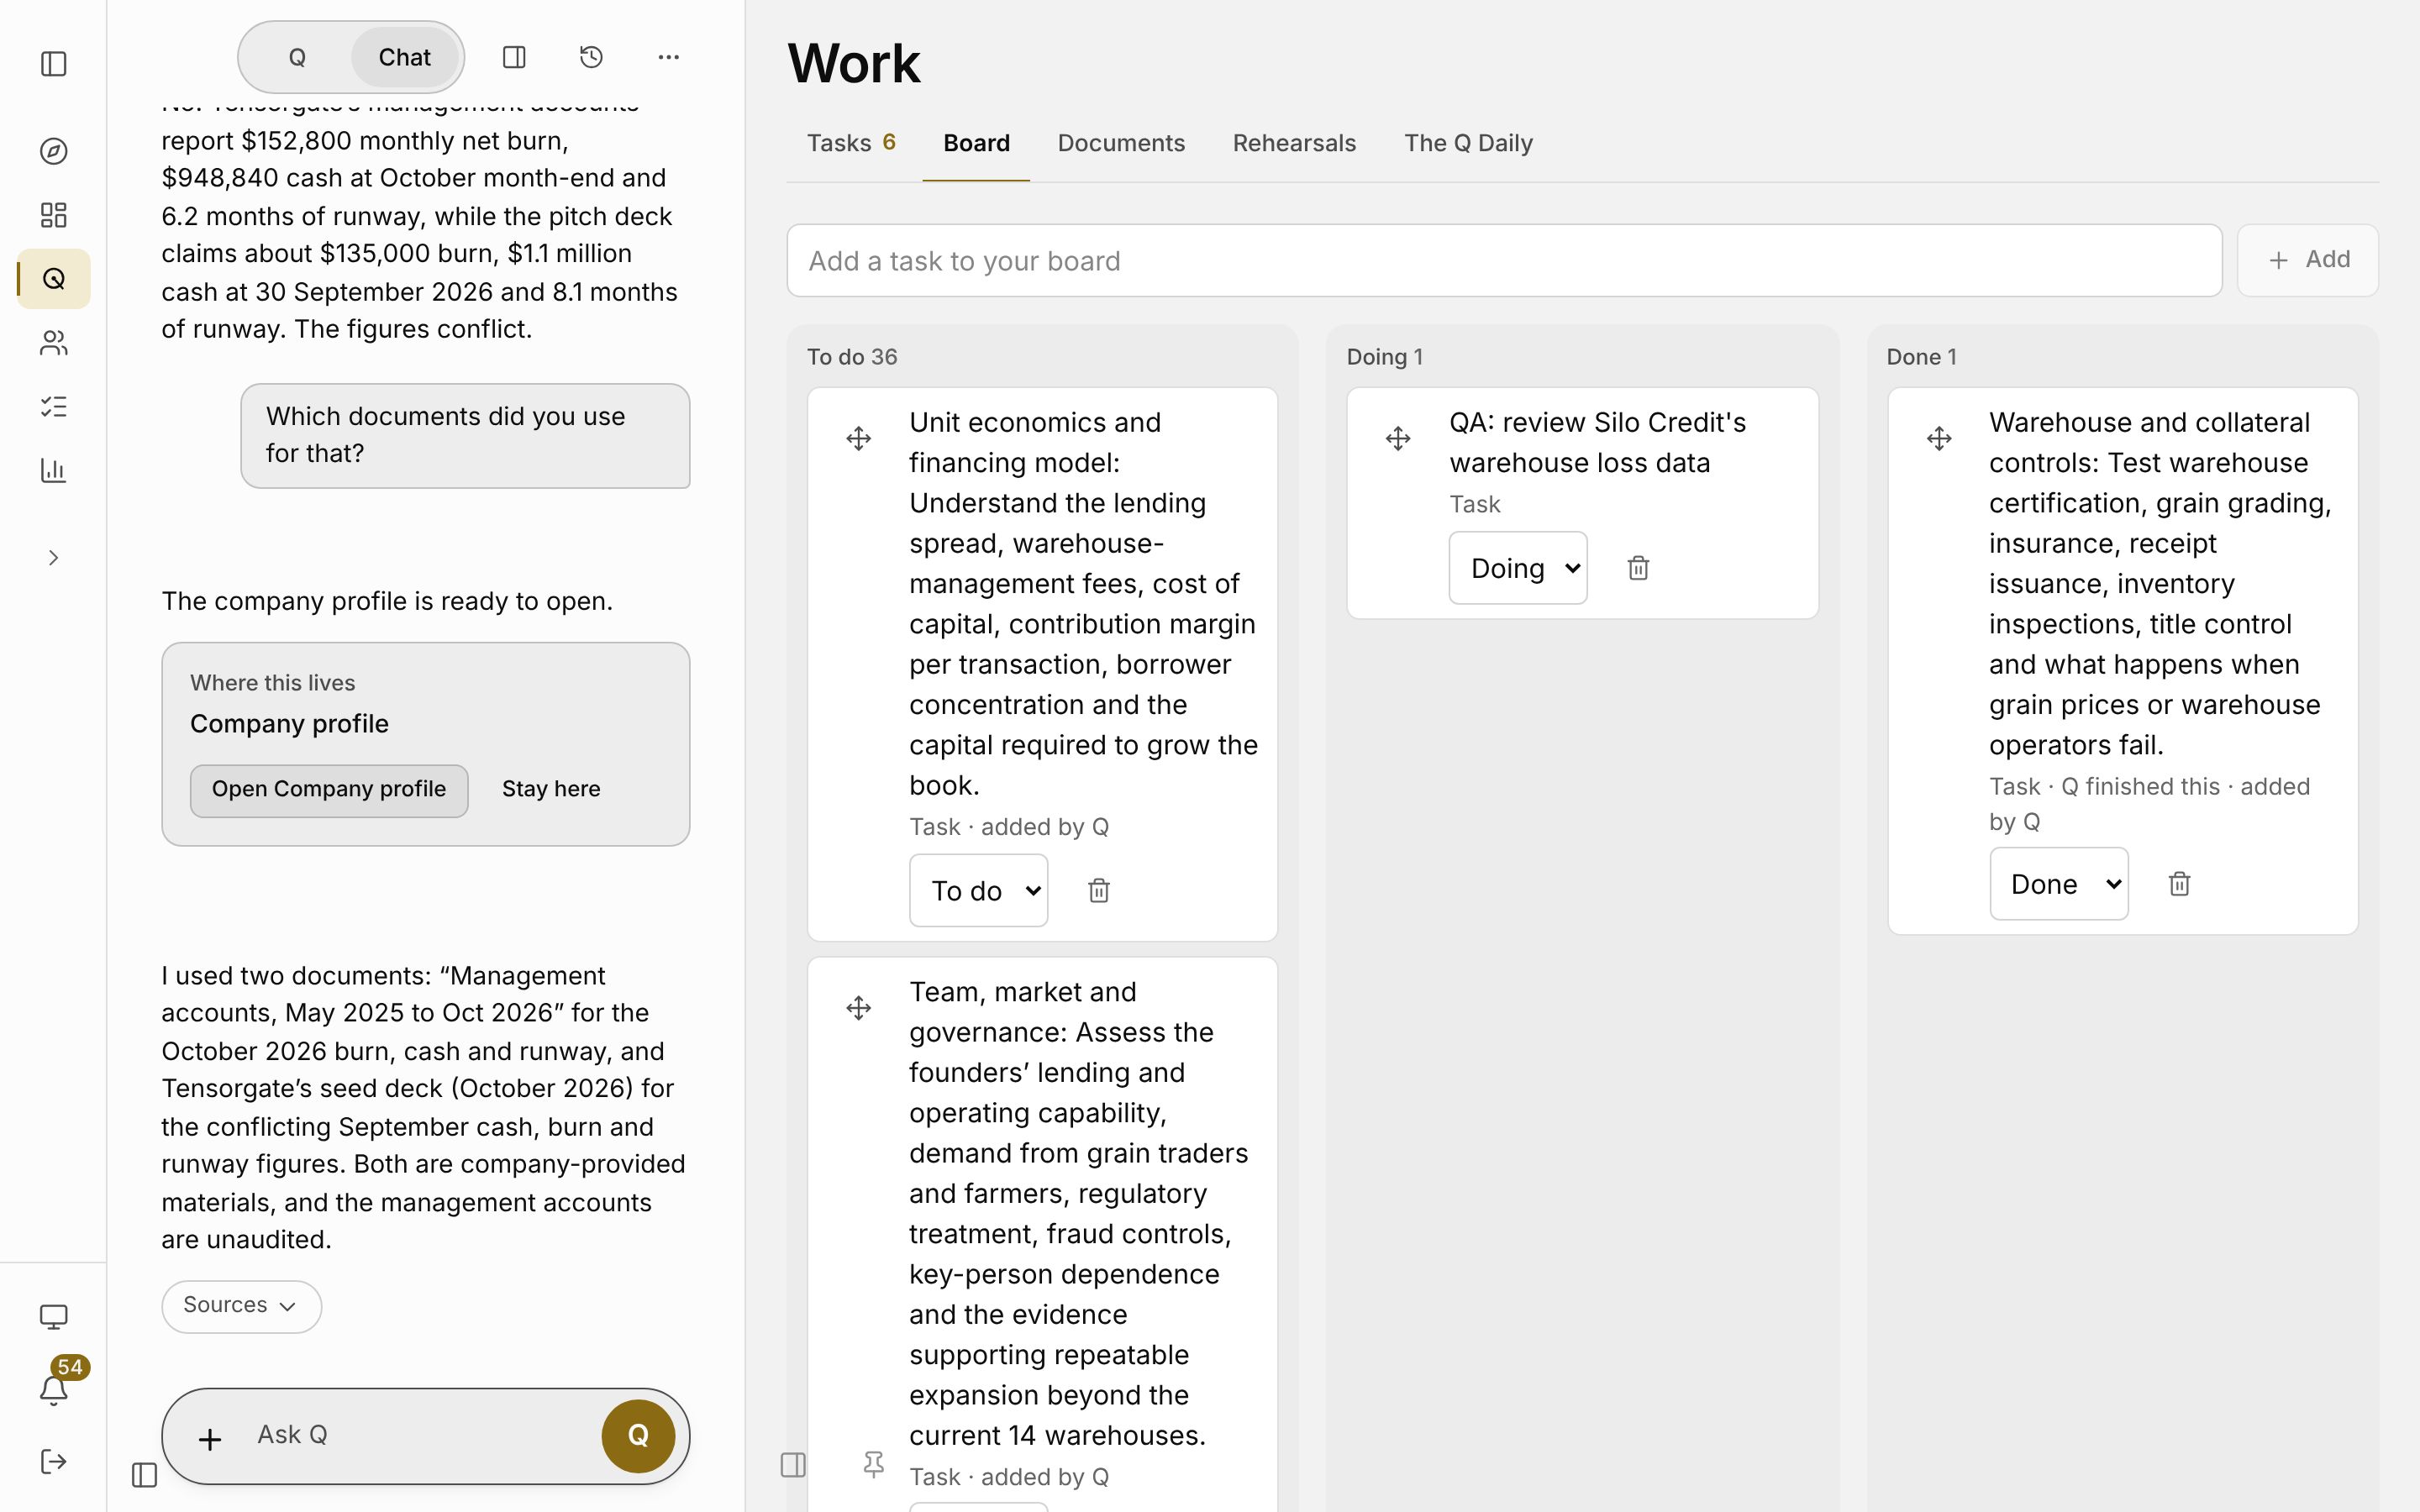 Q
Chat
No. Tensorgate's management accounts
report $152,800 monthly net burn,
$948,840 cash at October month-end and
6.2 months of runway, while the pitch deck
claims about $135,000 burn, $1.1 million
cash at 30 September 2026 and 8.1 months
of runway. The figures conflict.
Which documents did you use
for that?
The company profile is ready to open.
Where this lives
Company profile
Open Company profile
Stay here
I used two documents: “Management
accounts, May 2025 to Oct 2026” for the
October 2026 burn, cash and runway, and
Tensorgate’s seed deck (October 2026) for
the conflicting September cash, burn and
runway figures. Both are company-provided
materials, and the management accounts
are unaudited.
Sources
54
Ask Q
Q
Q
Work
Tasks 6
Board
Documents
Rehearsals
The Q Daily
Add a task to your board
Add
To do 36
Unit economics and
financing model:
Understand the lending
spread, warehouse-
management fees, cost of
capital, contribution margin
per transaction, borrower
concentration and the
capital required to grow the
book.
Task · added by Q
To do
Team, market and
governance: Assess the
founders’ lending and
operating capability,
demand from grain traders
and farmers, regulatory
treatment, fraud controls,
key-person dependence
and the evidence
supporting repeatable
expansion beyond the
current 14 warehouses.
Task · added by Q
Doing 1
QA: review Silo Credit's
warehouse loss data
Task
Doing
Done 1
Warehouse and collateral
controls: Test warehouse
certification, grain grading,
insurance, receipt
issuance, inventory
inspections, title control
and what happens when
grain prices or warehouse
operators fail.
Task · Q finished this · added
by Q
Done